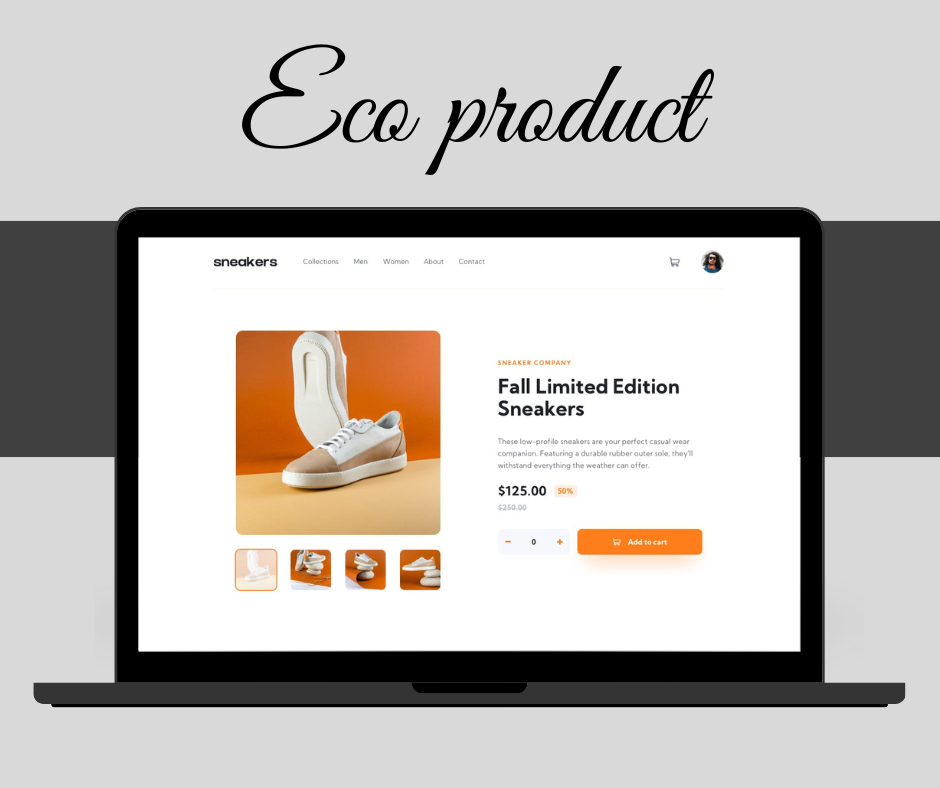 Eco product
sneakers
Collections Men Women About Contact
SNEAKER COMPANY
Fall Limited Edition
Sneakers
These low-profile sneakers are your perfect casual wear
companion. Featuring a durable rubber outer sole, they'll
withstand everything the weather can offer.
$125.00 50%
$250.00
- 0 + Add to cart